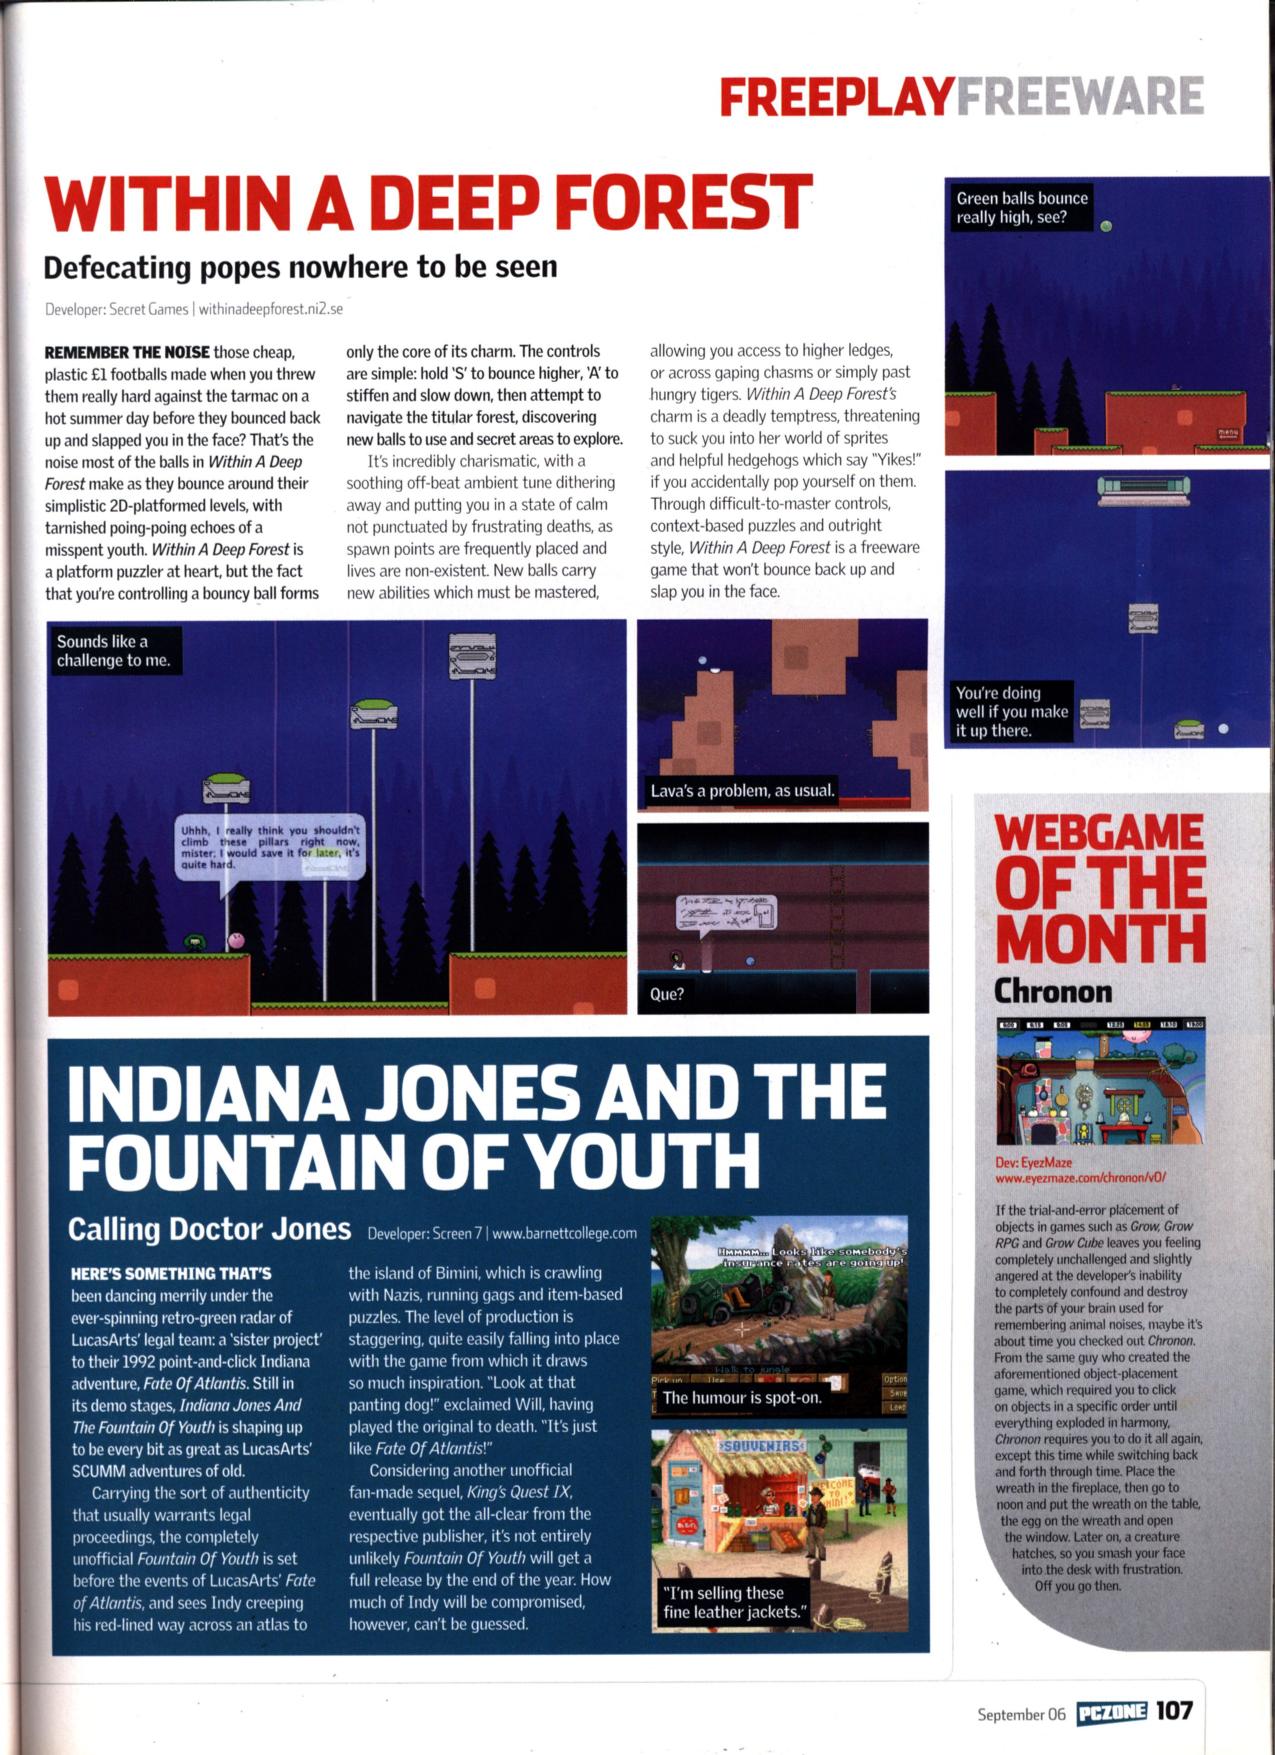 FREEPLAYFREEWARE
WITHIN A DEEP FOREST
Defecating popes nowhere to be seen
Developer: Secret Games | withinadeepforest.ni2.se
REMEMBER THE NOISE those cheap,
plastic £1 footballs made when you threw
them really hard against the tarmac on a
hot summer day before they bounced back
up and slapped you in the face? That's the
noise most of the balls in Within A Deep
Forest make as they bounce around their
simplistic 2D-platformed levels, with
tarnished poing-poing echoes of a
misspent youth. Within A Deep Forest is
a platform puzzler at heart, but the fact
that you're controlling a bouncy ball forms
only the core of its charm. The controls
are simple: hold 'S' to bounce higher, 'A' to
stiffen and slow down, then attempt to
navigate the titular forest, discovering
new balls to use and secret areas to explore.
It's incredibly charismatic, with a
soothing off-beat ambient tune dithering
away and putting you in a state of calm
not punctuated by frustrating deaths, as
spawn points are frequently placed and
lives are non-existent. New balls carry
new abilities which must be mastered,
allowing you access to higher ledges,
or across gaping chasms or simply past
hungry tigers. Within A Deep Forest's
charm is a deadly temptress, threatening
to suck you into her world of sprites
and helpful hedgehogs which say "Yikes!"
if you accidentally pop yourself on them.
Through difficult-to-master controls,
context-based puzzles and outright
style, Within A Deep Forest is a freeware
game that won't bounce back up and
slap you in the face.
Green balls bounce
really high, see?
menu
You're doing
well if you make
it up there.
Sounds like a
challenge to me.
Uhhh, I really think you shouldn't
climb these pillars right now,
mister; I would save it for later, it's
quite hard.
Lava's a problem, as usual.
Que?
INDIANA JONES AND THE
FOUNTAIN OF YOUTH
Calling Doctor Jones Developer: Screen 7 | www.barnettcollege.com
HERE'S SOMETHING THAT'S
been dancing merrily under the
ever-spinning retro-green radar of
LucasArts' legal team: a 'sister project'
to their 1992 point-and-click Indiana
adventure, Fate Of Atlantis. Still in
its demo stages, Indiana Jones And
The Fountain Of Youth is shaping up
to be every bit as great as LucasArts'
SCUMM adventures of old.
Carrying the sort of authenticity
that usually warrants legal
proceedings, the completely
unofficial Fountain Of Youth is set
before the events of LucasArts' Fate
of Atlantis, and sees Indy creeping
his red-lined way across an atlas to
the island of Bimini, which is crawling
with Nazis, running gags and item-based
puzzles. The level of production is
staggering, quite easily falling into place
with the game from which it draws
so much inspiration. "Look at that
panting dog!" exclaimed Will, having
played the original to death. "It's just
like Fate Of Atlantis!"
Considering another unofficial
fan-made sequel, King's Quest IX,
eventually got the all-clear from the
respective publisher, it's not entirely
unlikely Fountain Of Youth will get a
full release by the end of the year. How
much of Indy will be compromised,
however, can't be guessed.
Hmmmm... Looks like somebody's
insurance rates are going up!
Walk to jungle
Pick up Use
Option
Save
Load
The humour is spot-on.
SOUVENIRS
WELCOME
TO
"I'm selling these
fine leather jackets."
WEBGAME
OF THE
MONTH
Chronon
Dev: EyezMaze
www.eyezmaze.com/chronon/v0/
If the trial-and-error placement of
objects in games such as Grow, Grow
RPG and Grow Cube leaves you feeling
completely unchallenged and slightly
angered at the developer's inability
to completely confound and destroy
the parts of your brain used for
remembering animal noises, maybe it's
about time you checked out Chronon.
From the same guy who created the
aforementioned object-placement
game, which required you to click
on objects in a specific order until
everything exploded in harmony,
Chronon requires you to do it all again,
except this time while switching back
and forth through time. Place the
wreath in the fireplace, then go to
noon and put the wreath on the table,
the egg on the wreath and open
the window. Later on, a creature
hatches, so you smash your face
into the desk with frustration.
Off you go then.
September 06 PCZONE 107